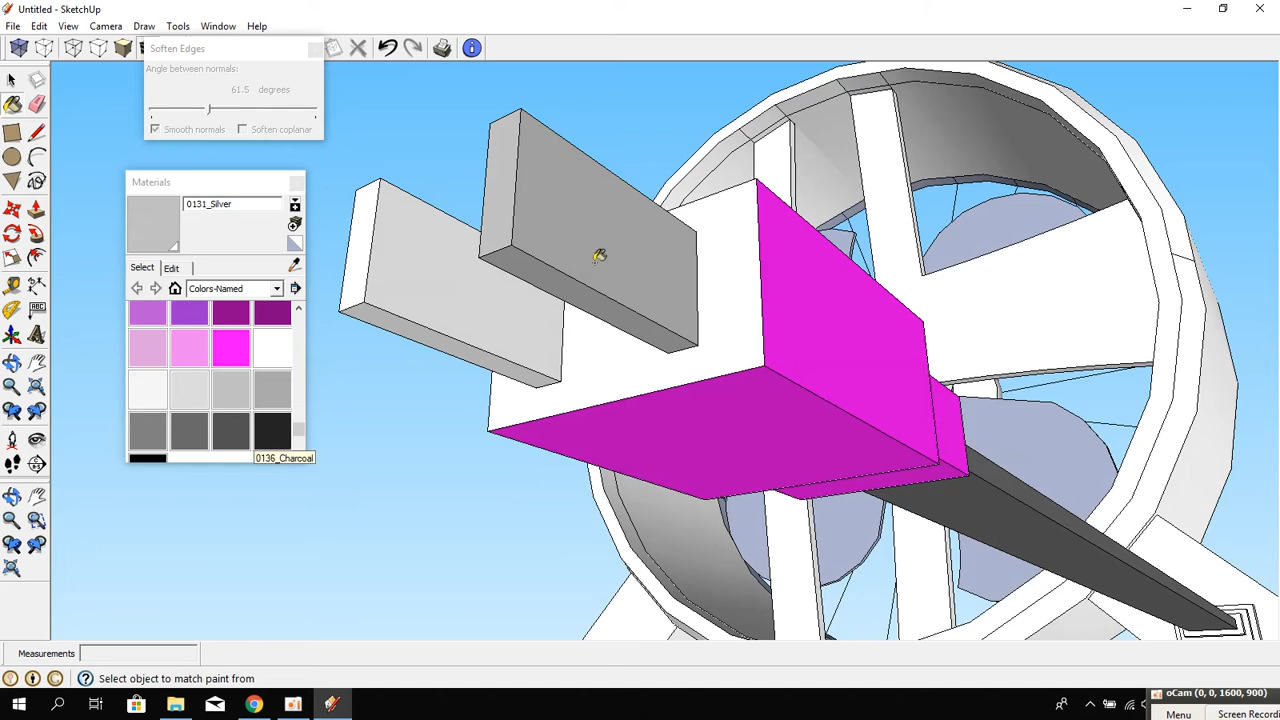 Untitled - SketchUp
File Edit View Camera Draw Tools Window Help
Soften Edges
Angle between normals:
61.5 degrees
Smooth normals Soften coplanar
Materials
0131_Silver
Select Edit
Colors-Named
0136_Charcoal
ABC
Measurements
Select object to match paint from
oCam (0, 0, 1600, 900)
Menu Screen Recordi